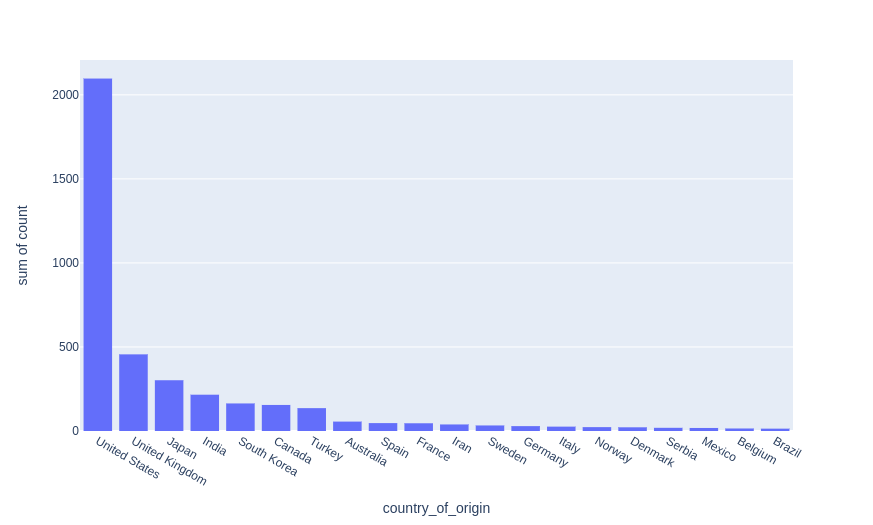 sum of count
2000
1500
1000
500
0
United States
United Kingdom
Japan
India
South Korea
Canada
Turkey
Australia
Spain
France
Iran
Sweden
Germany
Italy
Norway
Denmark
Serbia
Mexico
Belgium
Brazil
country_of_origin